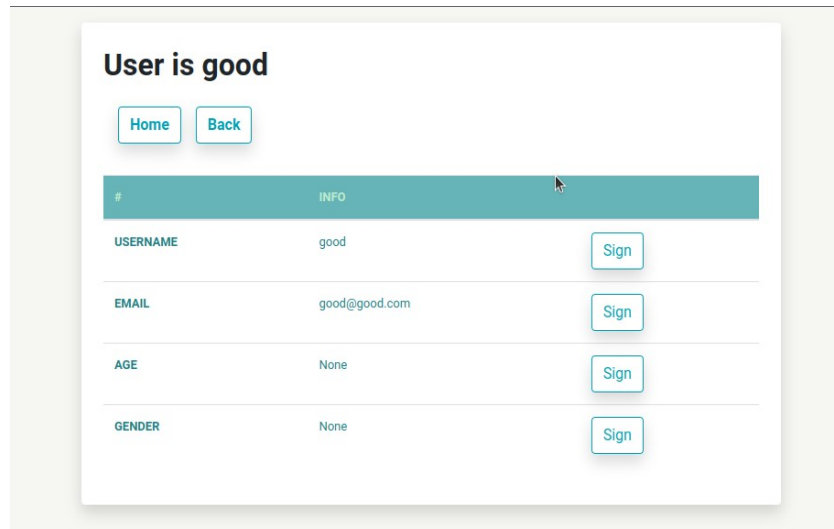 User is good
Home Back
# INFO
USERNAME good Sign
EMAIL good@good.com Sign
AGE None Sign
GENDER None Sign